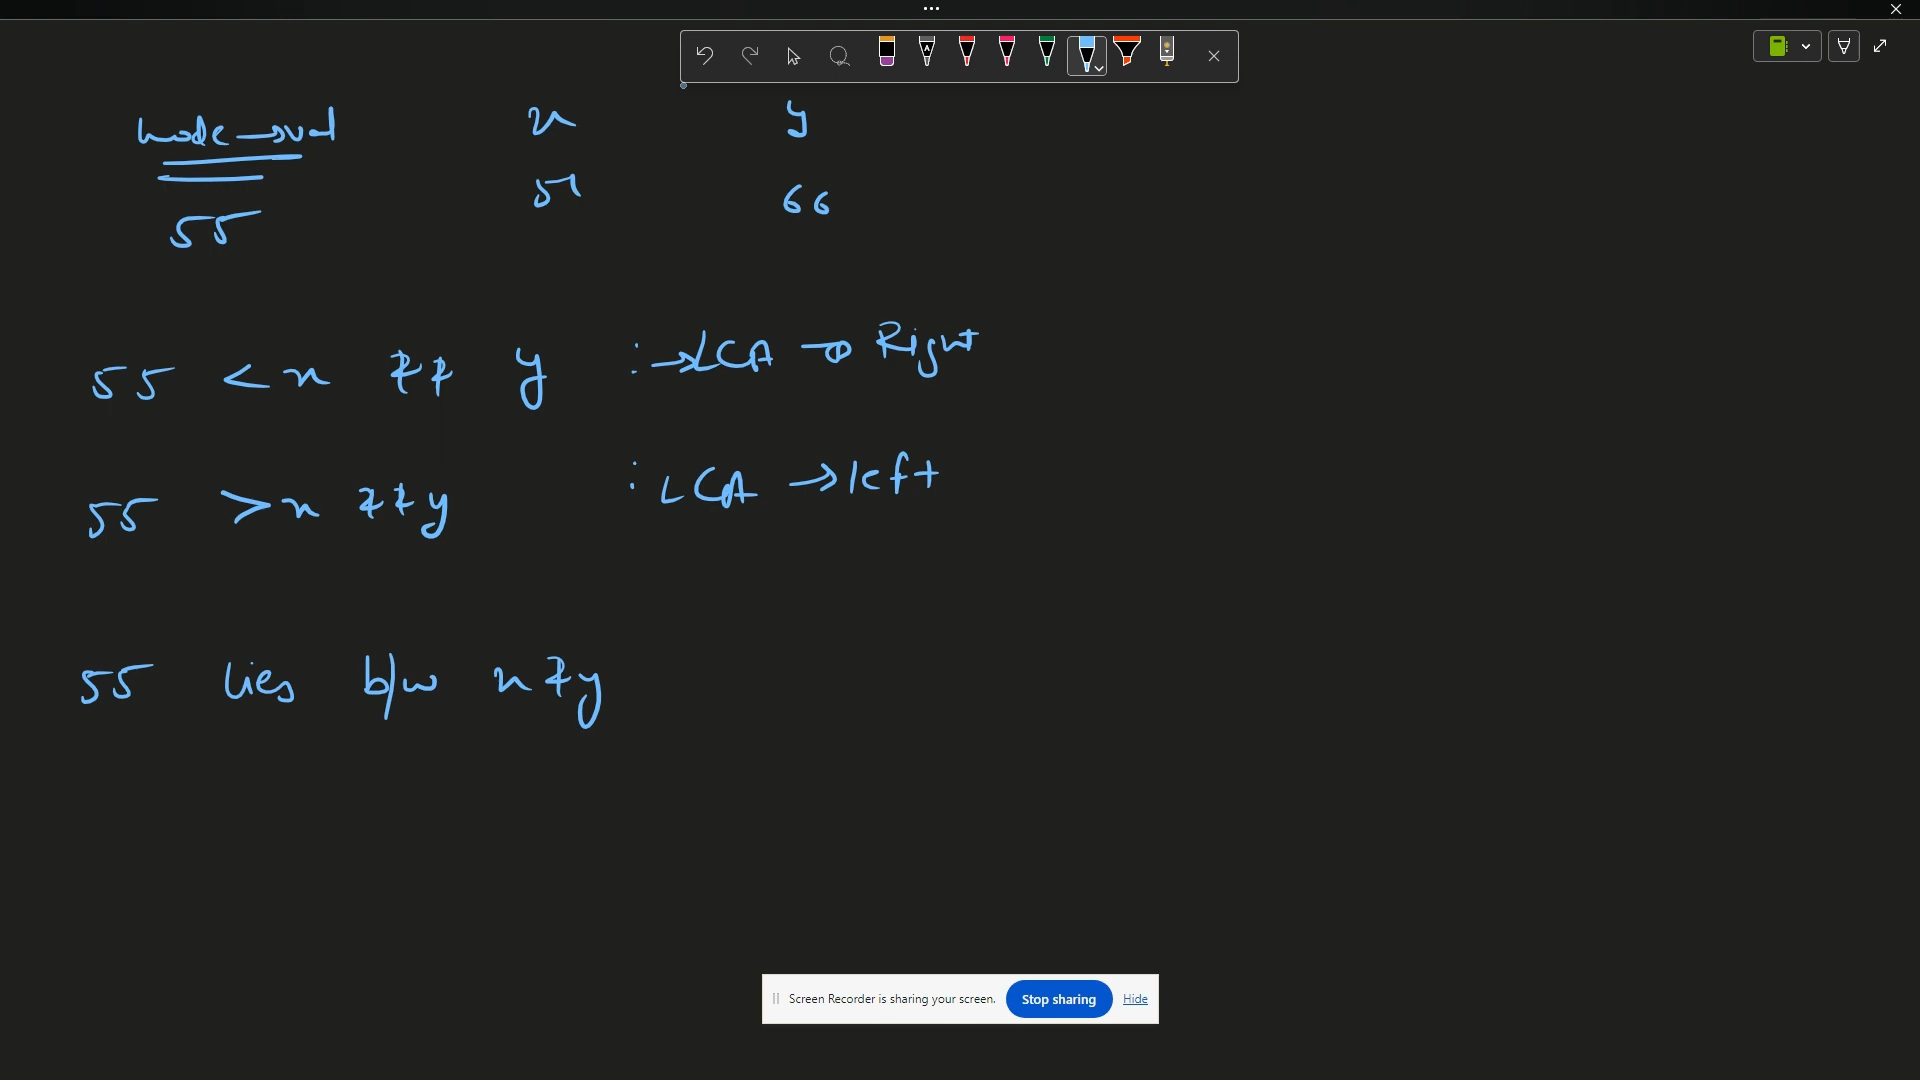 node→val x y
55 51 66
55 < x && y :→ LCA → Right
55 > x && y : LCA → left
55 lies b/w x & y
Screen Recorder is sharing your screen. Stop sharing Hide